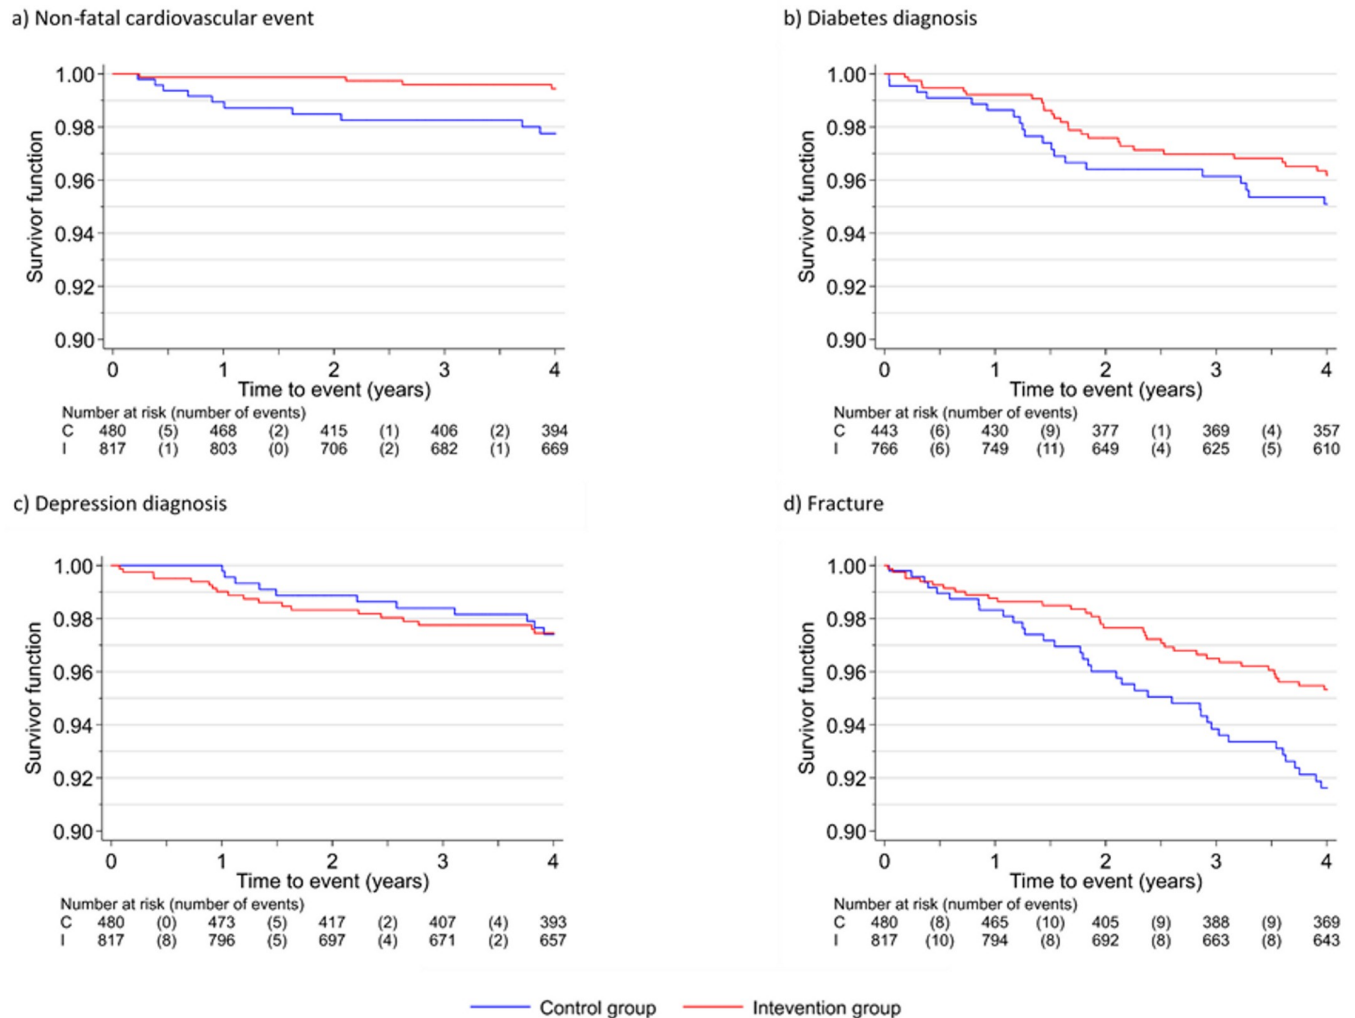 a) Non-fatal cardiovascular event
Survivor function
1.00
0.98
0.96
0.94
0.92
0.90
0 1 2 3 4
Time to event (years)
Number at risk (number of events)
C 480 (5) 468 (2) 415 (1) 406 (2) 394
I 817 (1) 803 (0) 706 (2) 682 (1) 669
b) Diabetes diagnosis
Survivor function
1.00
0.98
0.96
0.94
0.92
0.90
0 1 2 3 4
Time to event (years)
Number at risk (number of events)
C 443 (6) 430 (9) 377 (1) 369 (4) 357
I 766 (6) 749 (11) 649 (4) 625 (5) 610
c) Depression diagnosis
Survivor function
1.00
0.98
0.96
0.94
0.92
0.90
0 1 2 3 4
Time to event (years)
Number at risk (number of events)
C 480 (0) 473 (5) 417 (2) 407 (4) 393
I 817 (8) 796 (5) 697 (4) 671 (2) 657
d) Fracture
Survivor function
1.00
0.98
0.96
0.94
0.92
0.90
0 1 2 3 4
Time to event (years)
Number at risk (number of events)
C 480 (8) 465 (10) 405 (9) 388 (9) 369
I 817 (10) 794 (8) 692 (8) 663 (8) 643
Control group Intevention group